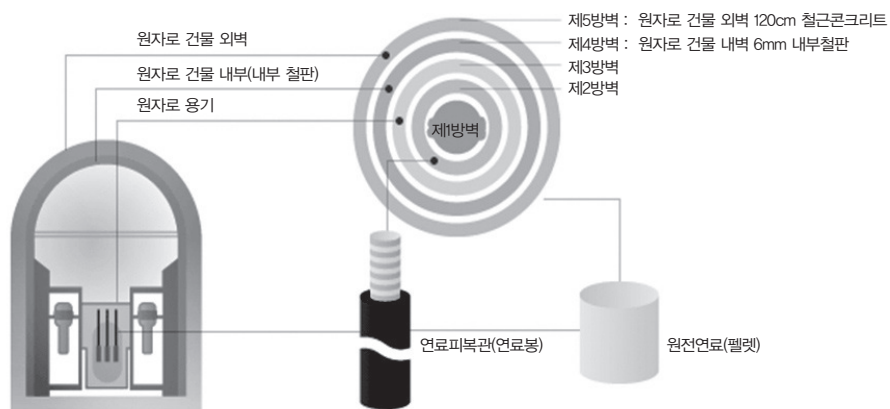 제5방벽 : 원자로 건물 외벽 120cm 철근콘크리트
원자로 건물 외벽
제4방벽 : 원자로 건물 내벽 6mm 내부철판
제3방벽
원자로 건물 내부(내부 철판)
제2방벽
원자로 용기
제1방벽
연료피복관(연료봉)
원전연료(펠렛)